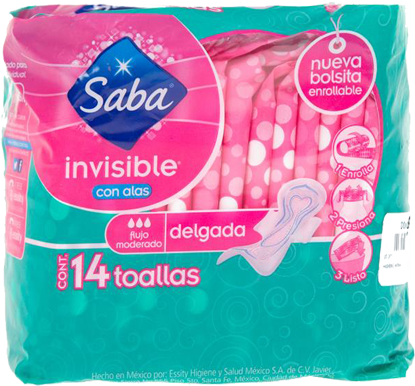 Saba
invisible
con alas
flujo
moderado
delgada
CONT. 14 toallas
nueva
bolsita
enrollable
1 Enrolla
2 Presiona
3 Listo
Hecho en México por: Essity Higiene y Salud México S.A. de C.V. Javier